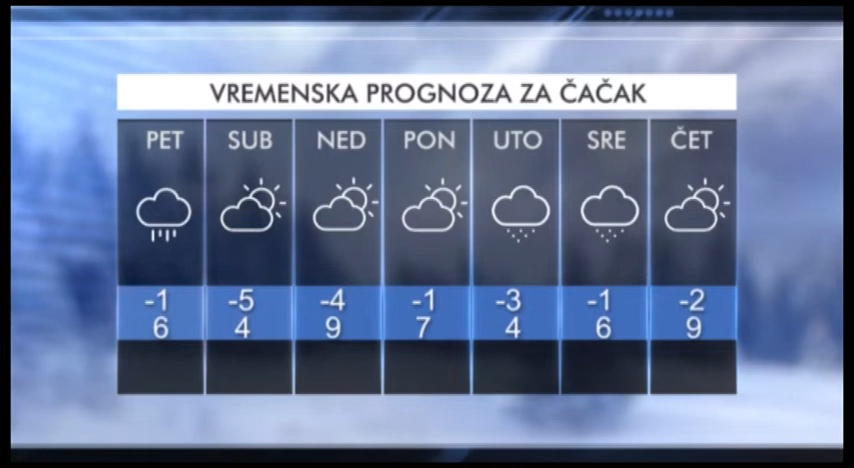 VREMENSKA PROGNOZA ZA ČAČAK
PET SUB NED PON UTO SRE ČET
-1 -5 -4 -1 -3 -1 -2
6 4 9 7 4 6 9